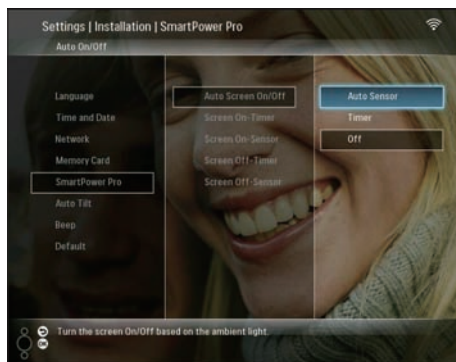 Settings | Installation | SmartPower Pro
Auto On/Off
Language
Time and Date
Network
Memory Card
SmartPower Pro
Auto Tilt
Beep
Default
Auto Screen On/Off
Screen On-Timer
Screen On-Sensor
Screen Off-Timer
Screen Off-Sensor
Auto Sensor
Timer
Off
OK
Turn the screen On/Off based on the ambient light.